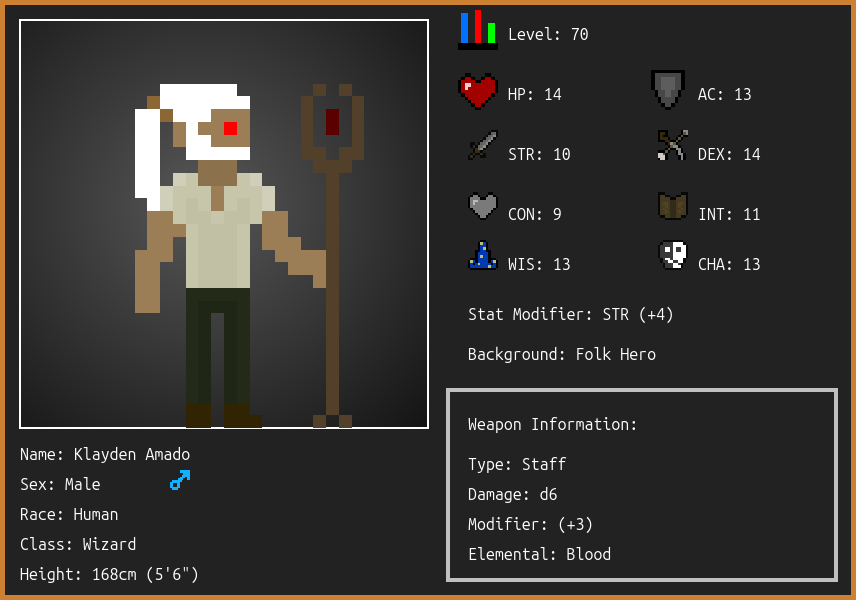 Level: 70
HP: 14
AC: 13
STR: 10
DEX: 14
CON: 9
INT: 11
WIS: 13
CHA: 13
Stat Modifier: STR (+4)
Background: Folk Hero
Weapon Information:
Type: Staff
Damage: d6
Modifier: (+3)
Elemental: Blood
Name: Klayden Amado
Sex: Male
Race: Human
Class: Wizard
Height: 168cm (5'6")